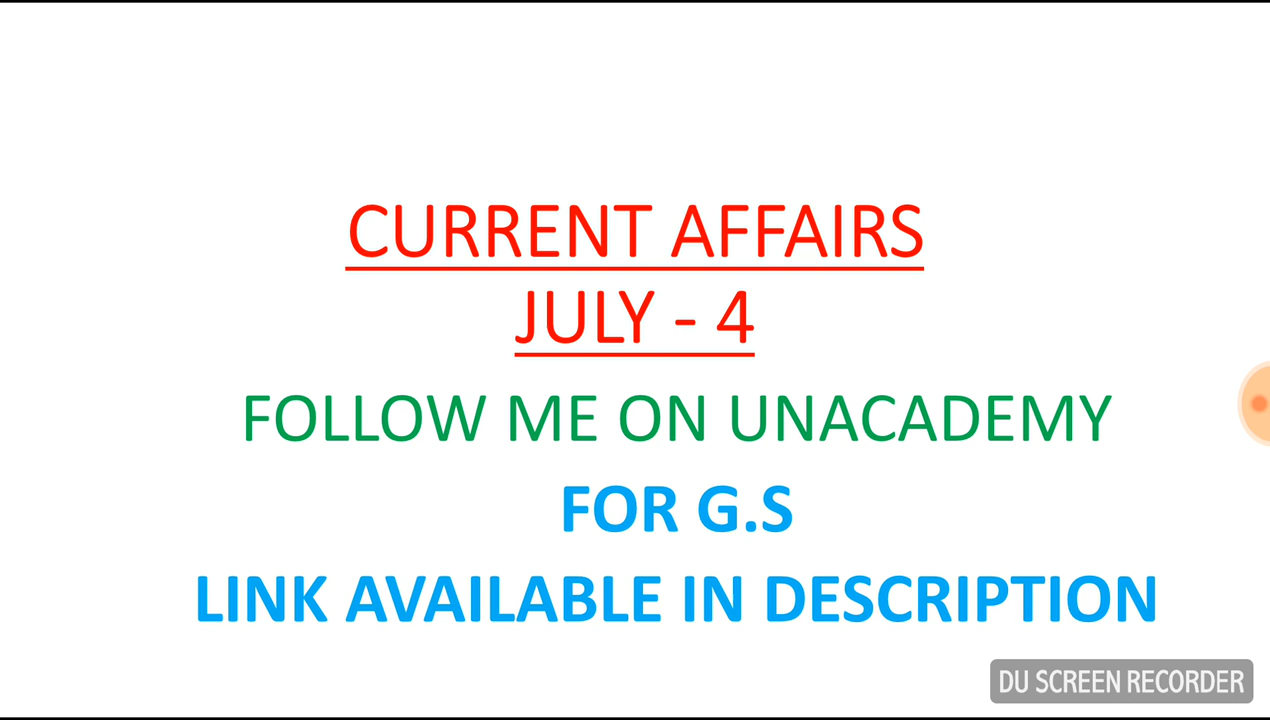 CURRENT AFFAIRS
JULY - 4
FOLLOW ME ON UNACADEMY
FOR G.S
LINK AVAILABLE IN DESCRIPTION
DU SCREEN RECORDER